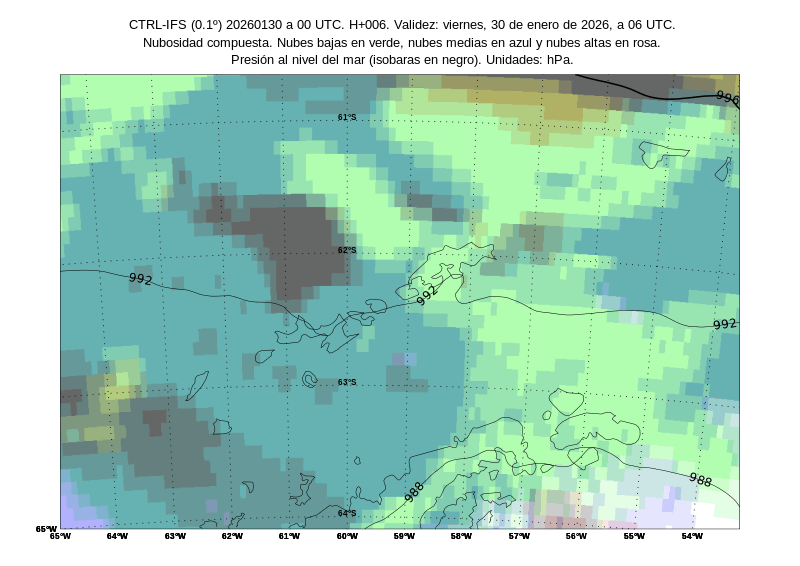 CTRL-IFS (0.1º) 20260130 a 00 UTC. H+006. Validez: viernes, 30 de enero de 2026, a 06 UTC.
Nubosidad compuesta. Nubes bajas en verde, nubes medias en azul y nubes altas en rosa.
Presión al nivel del mar (isobaras en negro). Unidades: hPa.
996
61°S
62°S
992
992
992
63°S
988
988
64°S
65°W
65°W 64°W 63°W 62°W 61°W 60°W 59°W 58°W 57°W 56°W 55°W 54°W